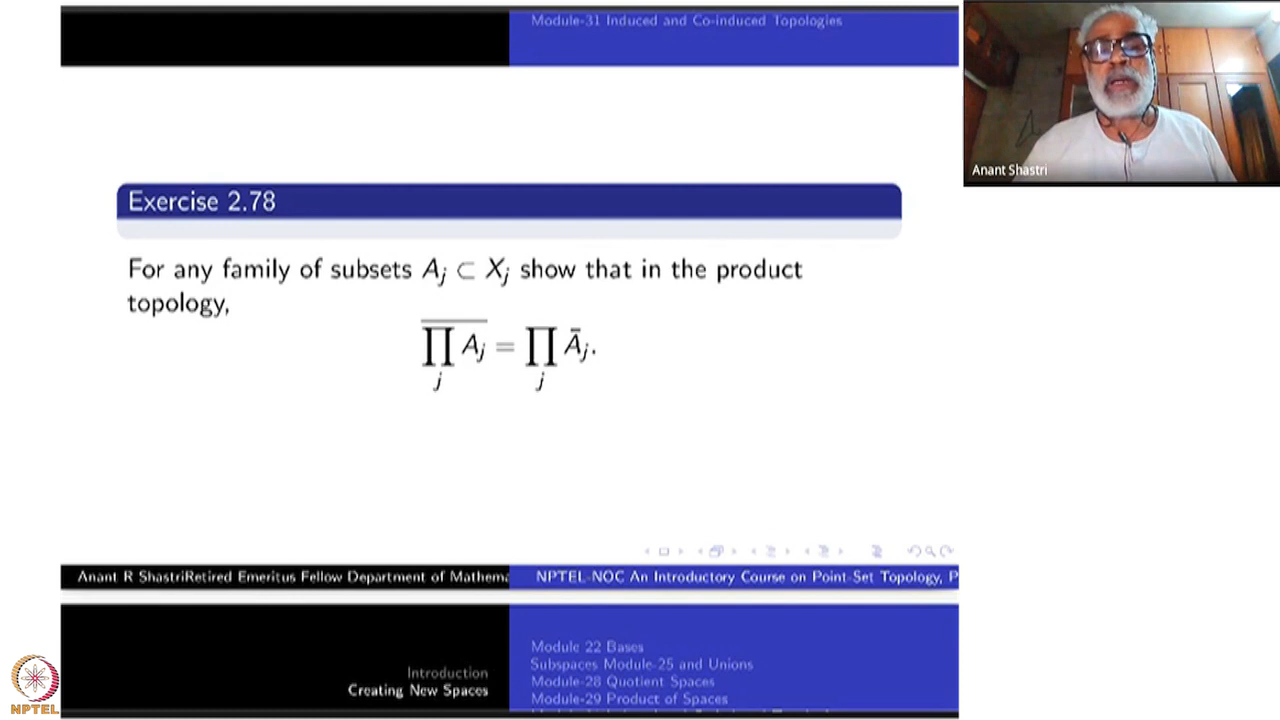 Module-31 Induced and Co-induced Topologies
Anant Shastri
Exercise 2.78
For any family of subsets A_j ⊂ X_j show that in the product
topology,
\overline{∏_j A_j} = ∏_j \bar{A}_j.
Anant R ShastriRetired Emeritus Fellow Department of Mathema
NPTEL-NOC An Introductory Course on Point-Set Topology, P
Introduction
Creating New Spaces
Module 22 Bases
Subspaces Module-25 and Unions
Module-28 Quotient Spaces
Module-29 Product of Spaces
NPTEL